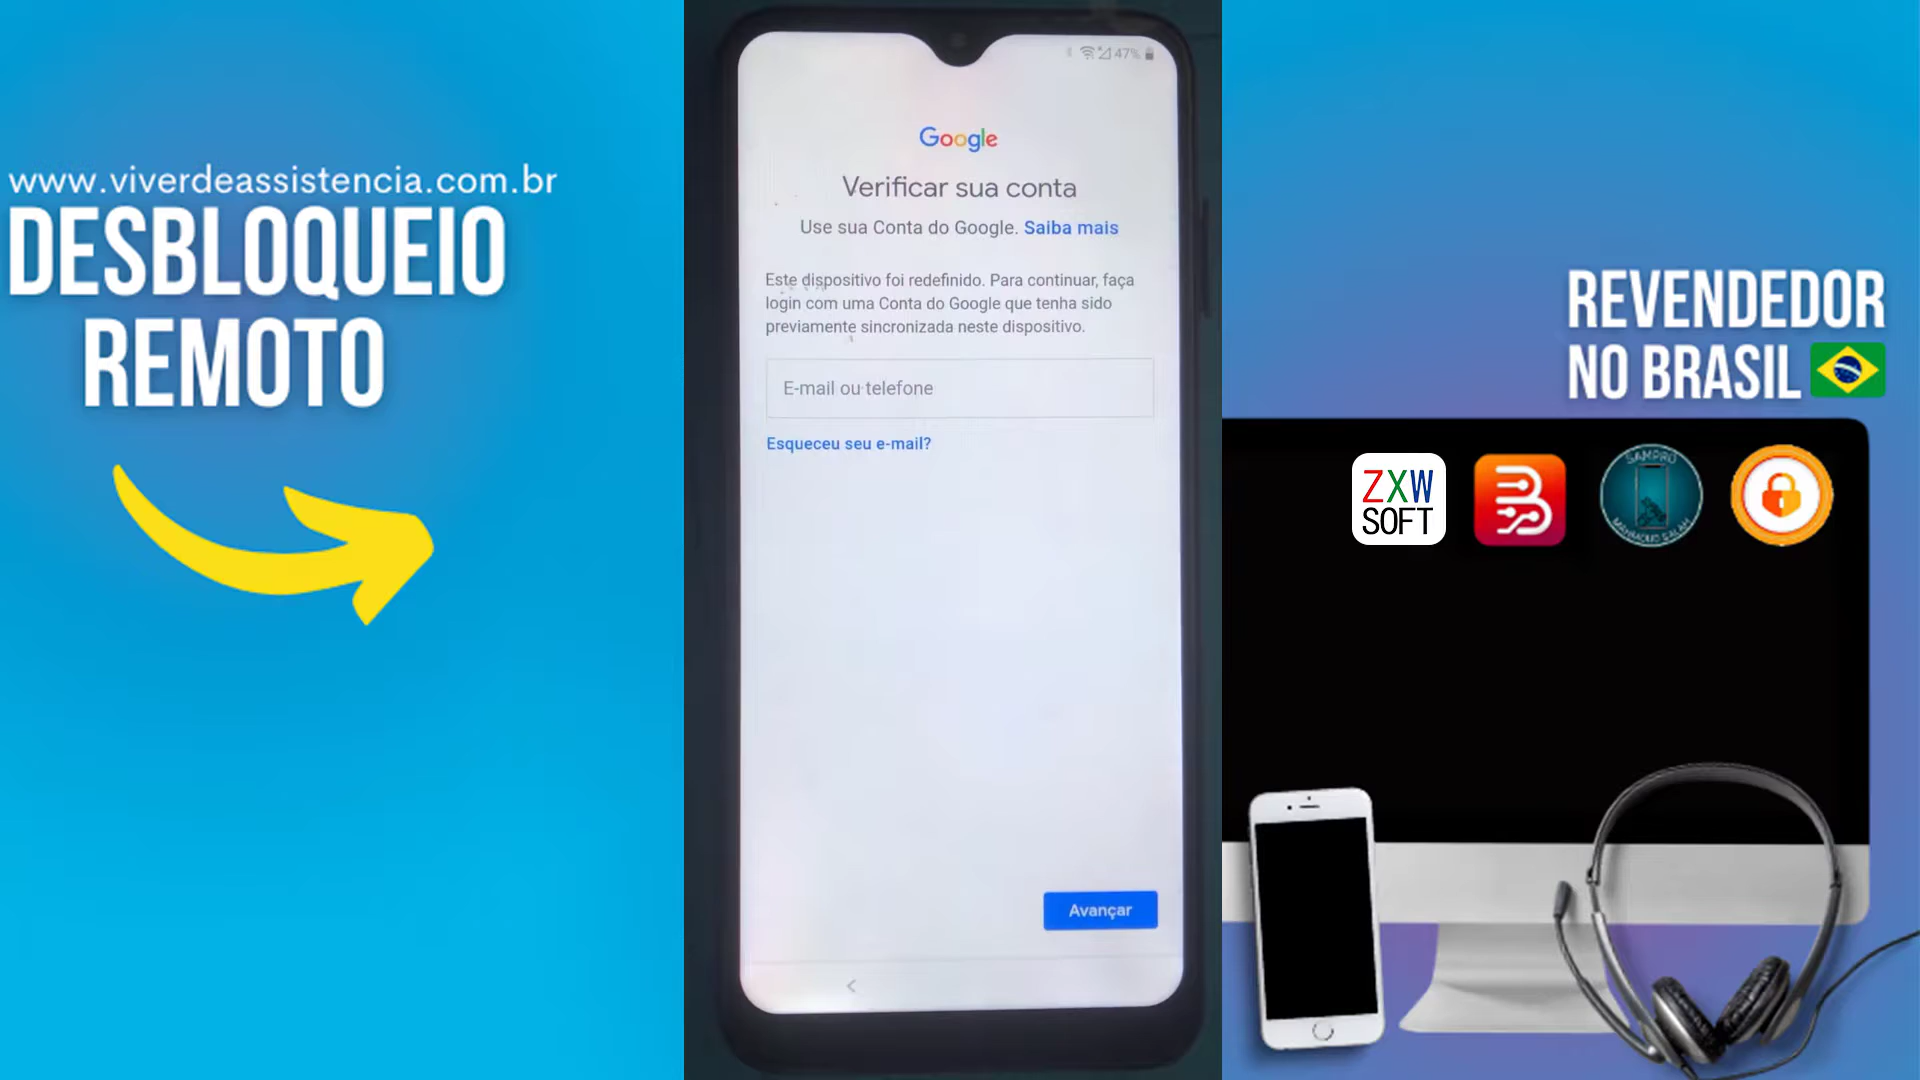 www.viverdeassistencia.com.br
DESBLOQUEIO
REMOTO
47%
Google
Verificar sua conta
Use sua Conta do Google. Saiba mais
Este dispositivo foi redefinido. Para continuar, faça
login com uma Conta do Google que tenha sido
previamente sincronizada neste dispositivo.
E-mail ou telefone
Esqueceu seu e-mail?
Avançar
REVENDEDOR
NO BRASIL
ZXW
SOFT
SAMPRO
MAHMOUD SALAH